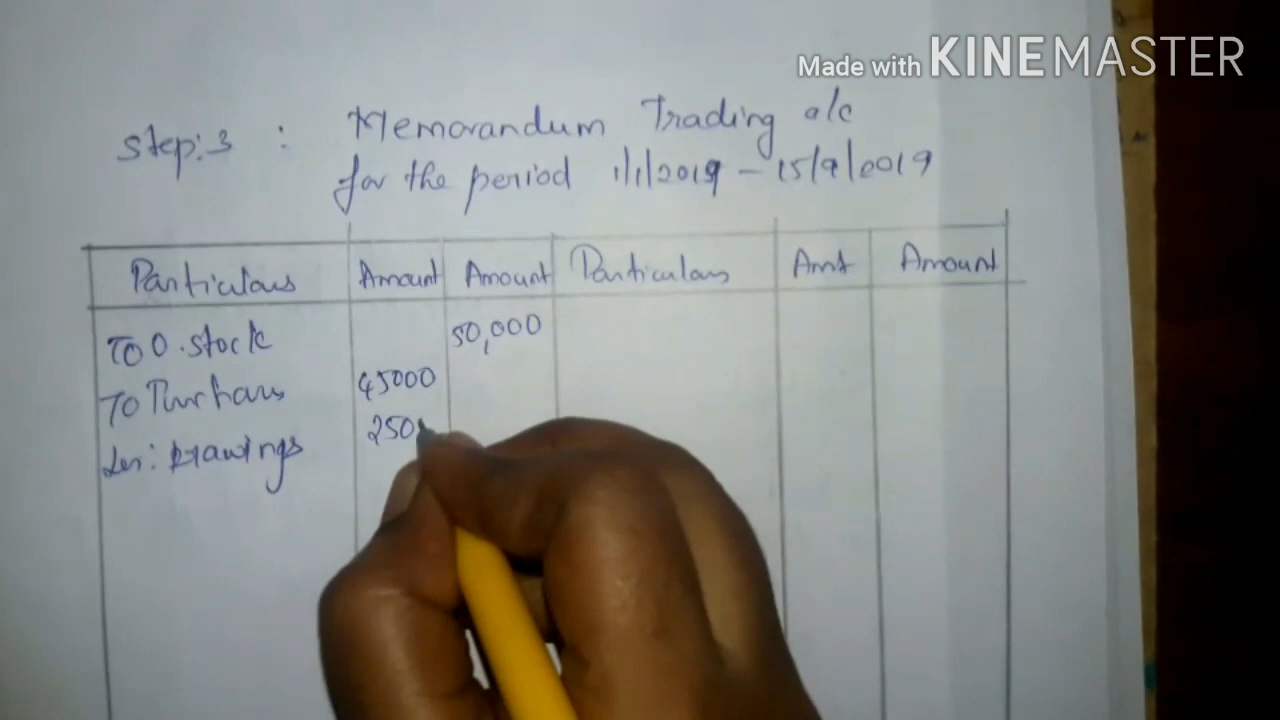 Made with KINEMASTER
Step:3 : Memorandum Trading a/c
for the period 1/1/2019 – 15/9/2019
Particulars Amount Amount Particulars Amt Amount
To O.stock 50,000
To Purchases 45000
Les: Drawings 250